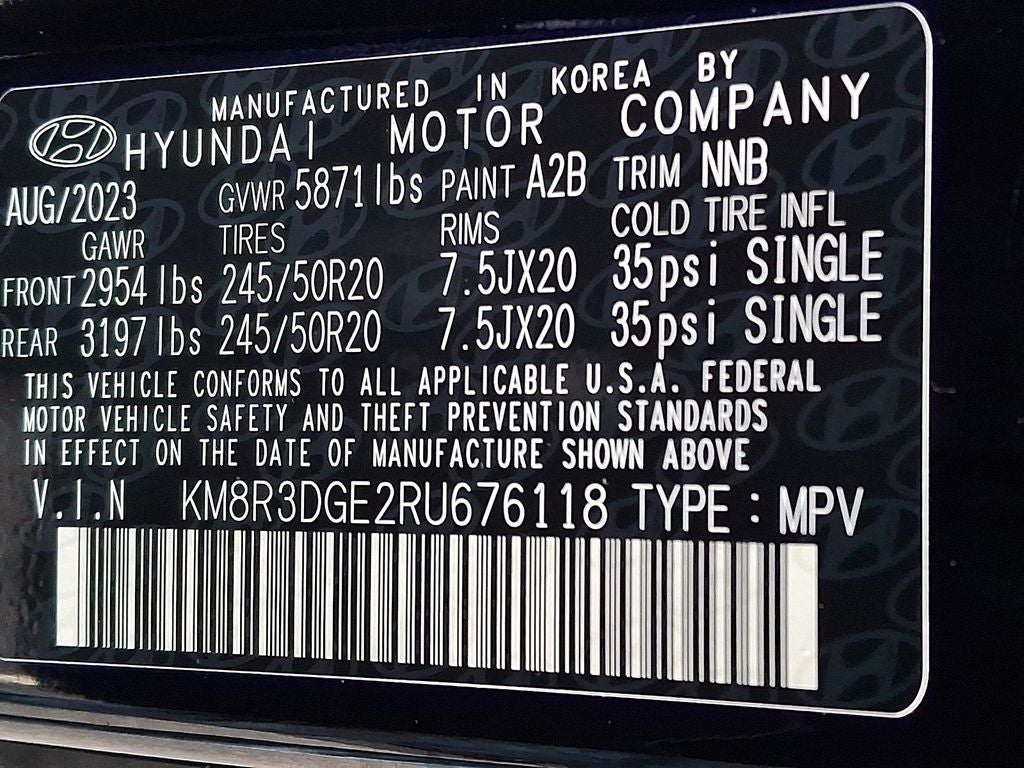 MANUFACTURED IN KOREA BY
HYUNDAI MOTOR COMPANY
AUG/2023 GVWR 5871lbs PAINT A2B TRIM NNB
GAWR TIRES RIMS COLD TIRE INFL
FRONT 2954lbs 245/50R20 7.5JX20 35psi SINGLE
REAR 3197lbs 245/50R20 7.5JX20 35psi SINGLE
THIS VEHICLE CONFORMS TO ALL APPLICABLE U.S.A. FEDERAL
MOTOR VEHICLE SAFETY AND THEFT PREVENTION STANDARDS
IN EFFECT ON THE DATE OF MANUFACTURE SHOWN ABOVE
V.I.N KM8R3DGE2RU676118 TYPE : MPV